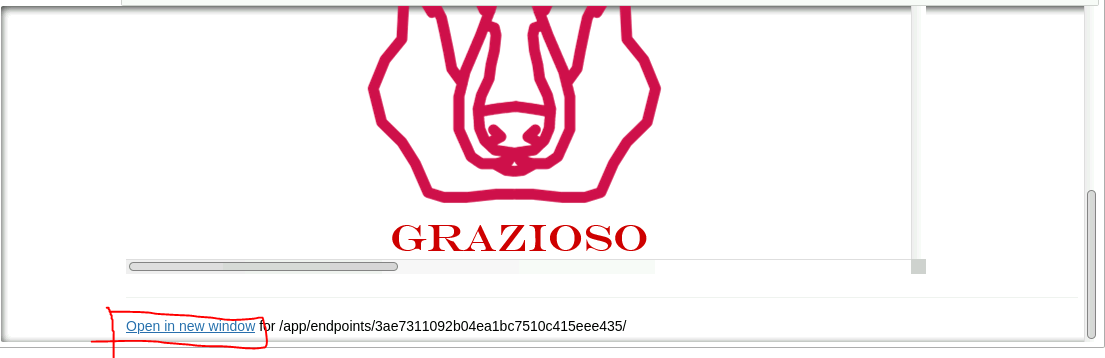 GRAZIOSO
Open in new window for /app/endpoints/3ae7311092b04ea1bc7510c415eee435/